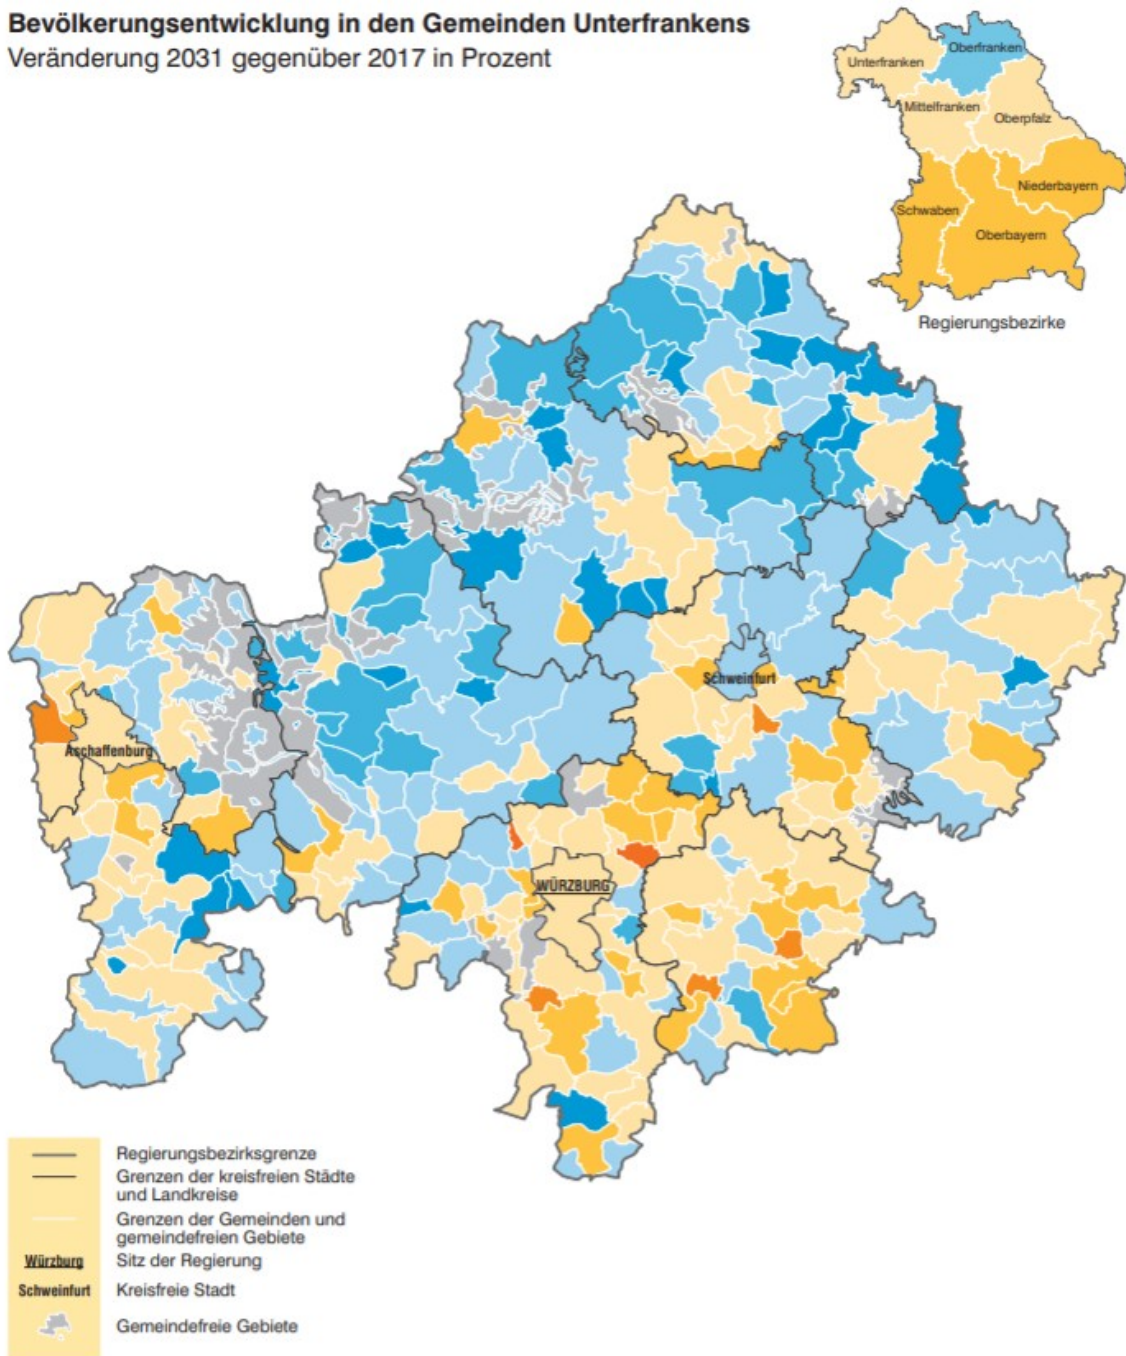 Bevölkerungsentwicklung in den Gemeinden Unterfrankens
Veränderung 2031 gegenüber 2017 in Prozent
Oberfranken
Unterfranken
Mittelfranken
Oberpfalz
Niederbayern
Schwaben
Oberbayern
Regierungsbezirke
Schweinfurt
Aschaffenburg
WÜRZBURG
Regierungsbezirksgrenze
Grenzen der kreisfreien Städte
und Landkreise
Grenzen der Gemeinden und
gemeindefreien Gebiete
Würzburg Sitz der Regierung
Schweinfurt Kreisfreie Stadt
Gemeindefreie Gebiete